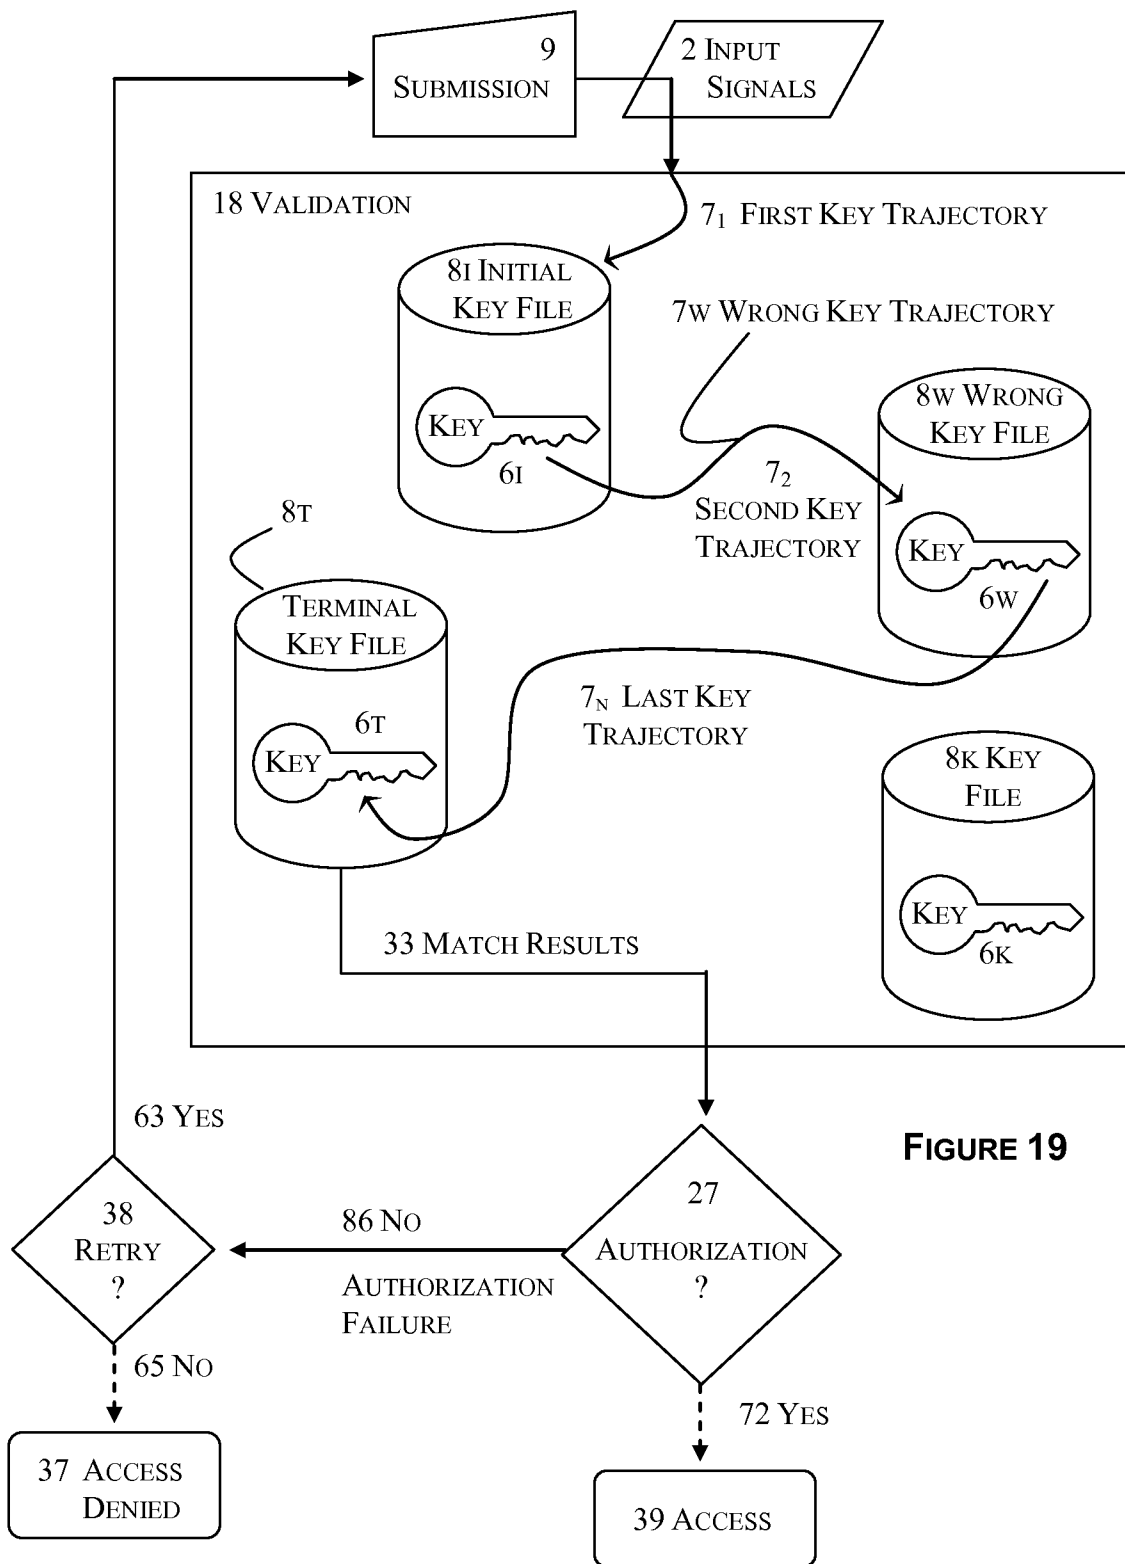 9
SUBMISSION
2 INPUT
SIGNALS
18 VALIDATION
7₁ FIRST KEY TRAJECTORY
8I INITIAL
KEY FILE
7W WRONG KEY TRAJECTORY
8W WRONG
KEY FILE
KEY
6I
7₂
SECOND KEY
TRAJECTORY
KEY
6W
8T
TERMINAL
KEY FILE
6T
KEY
7N LAST KEY
TRAJECTORY
8K KEY
FILE
KEY
6K
33 MATCH RESULTS
63 YES
FIGURE 19
38
RETRY
?
86 NO
AUTHORIZATION
FAILURE
27
AUTHORIZATION
?
65 NO
72 YES
37 ACCESS
DENIED
39 ACCESS